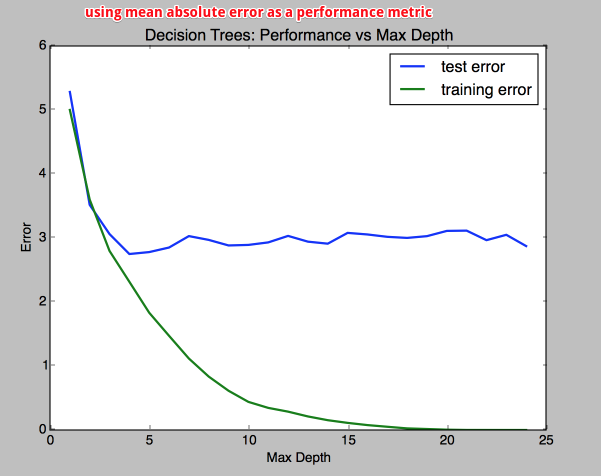 using mean absolute error as a performance metric
Decision Trees: Performance vs Max Depth
test error
training error
6
5
4
3
2
1
0
Error
0 5 10 15 20 25
Max Depth